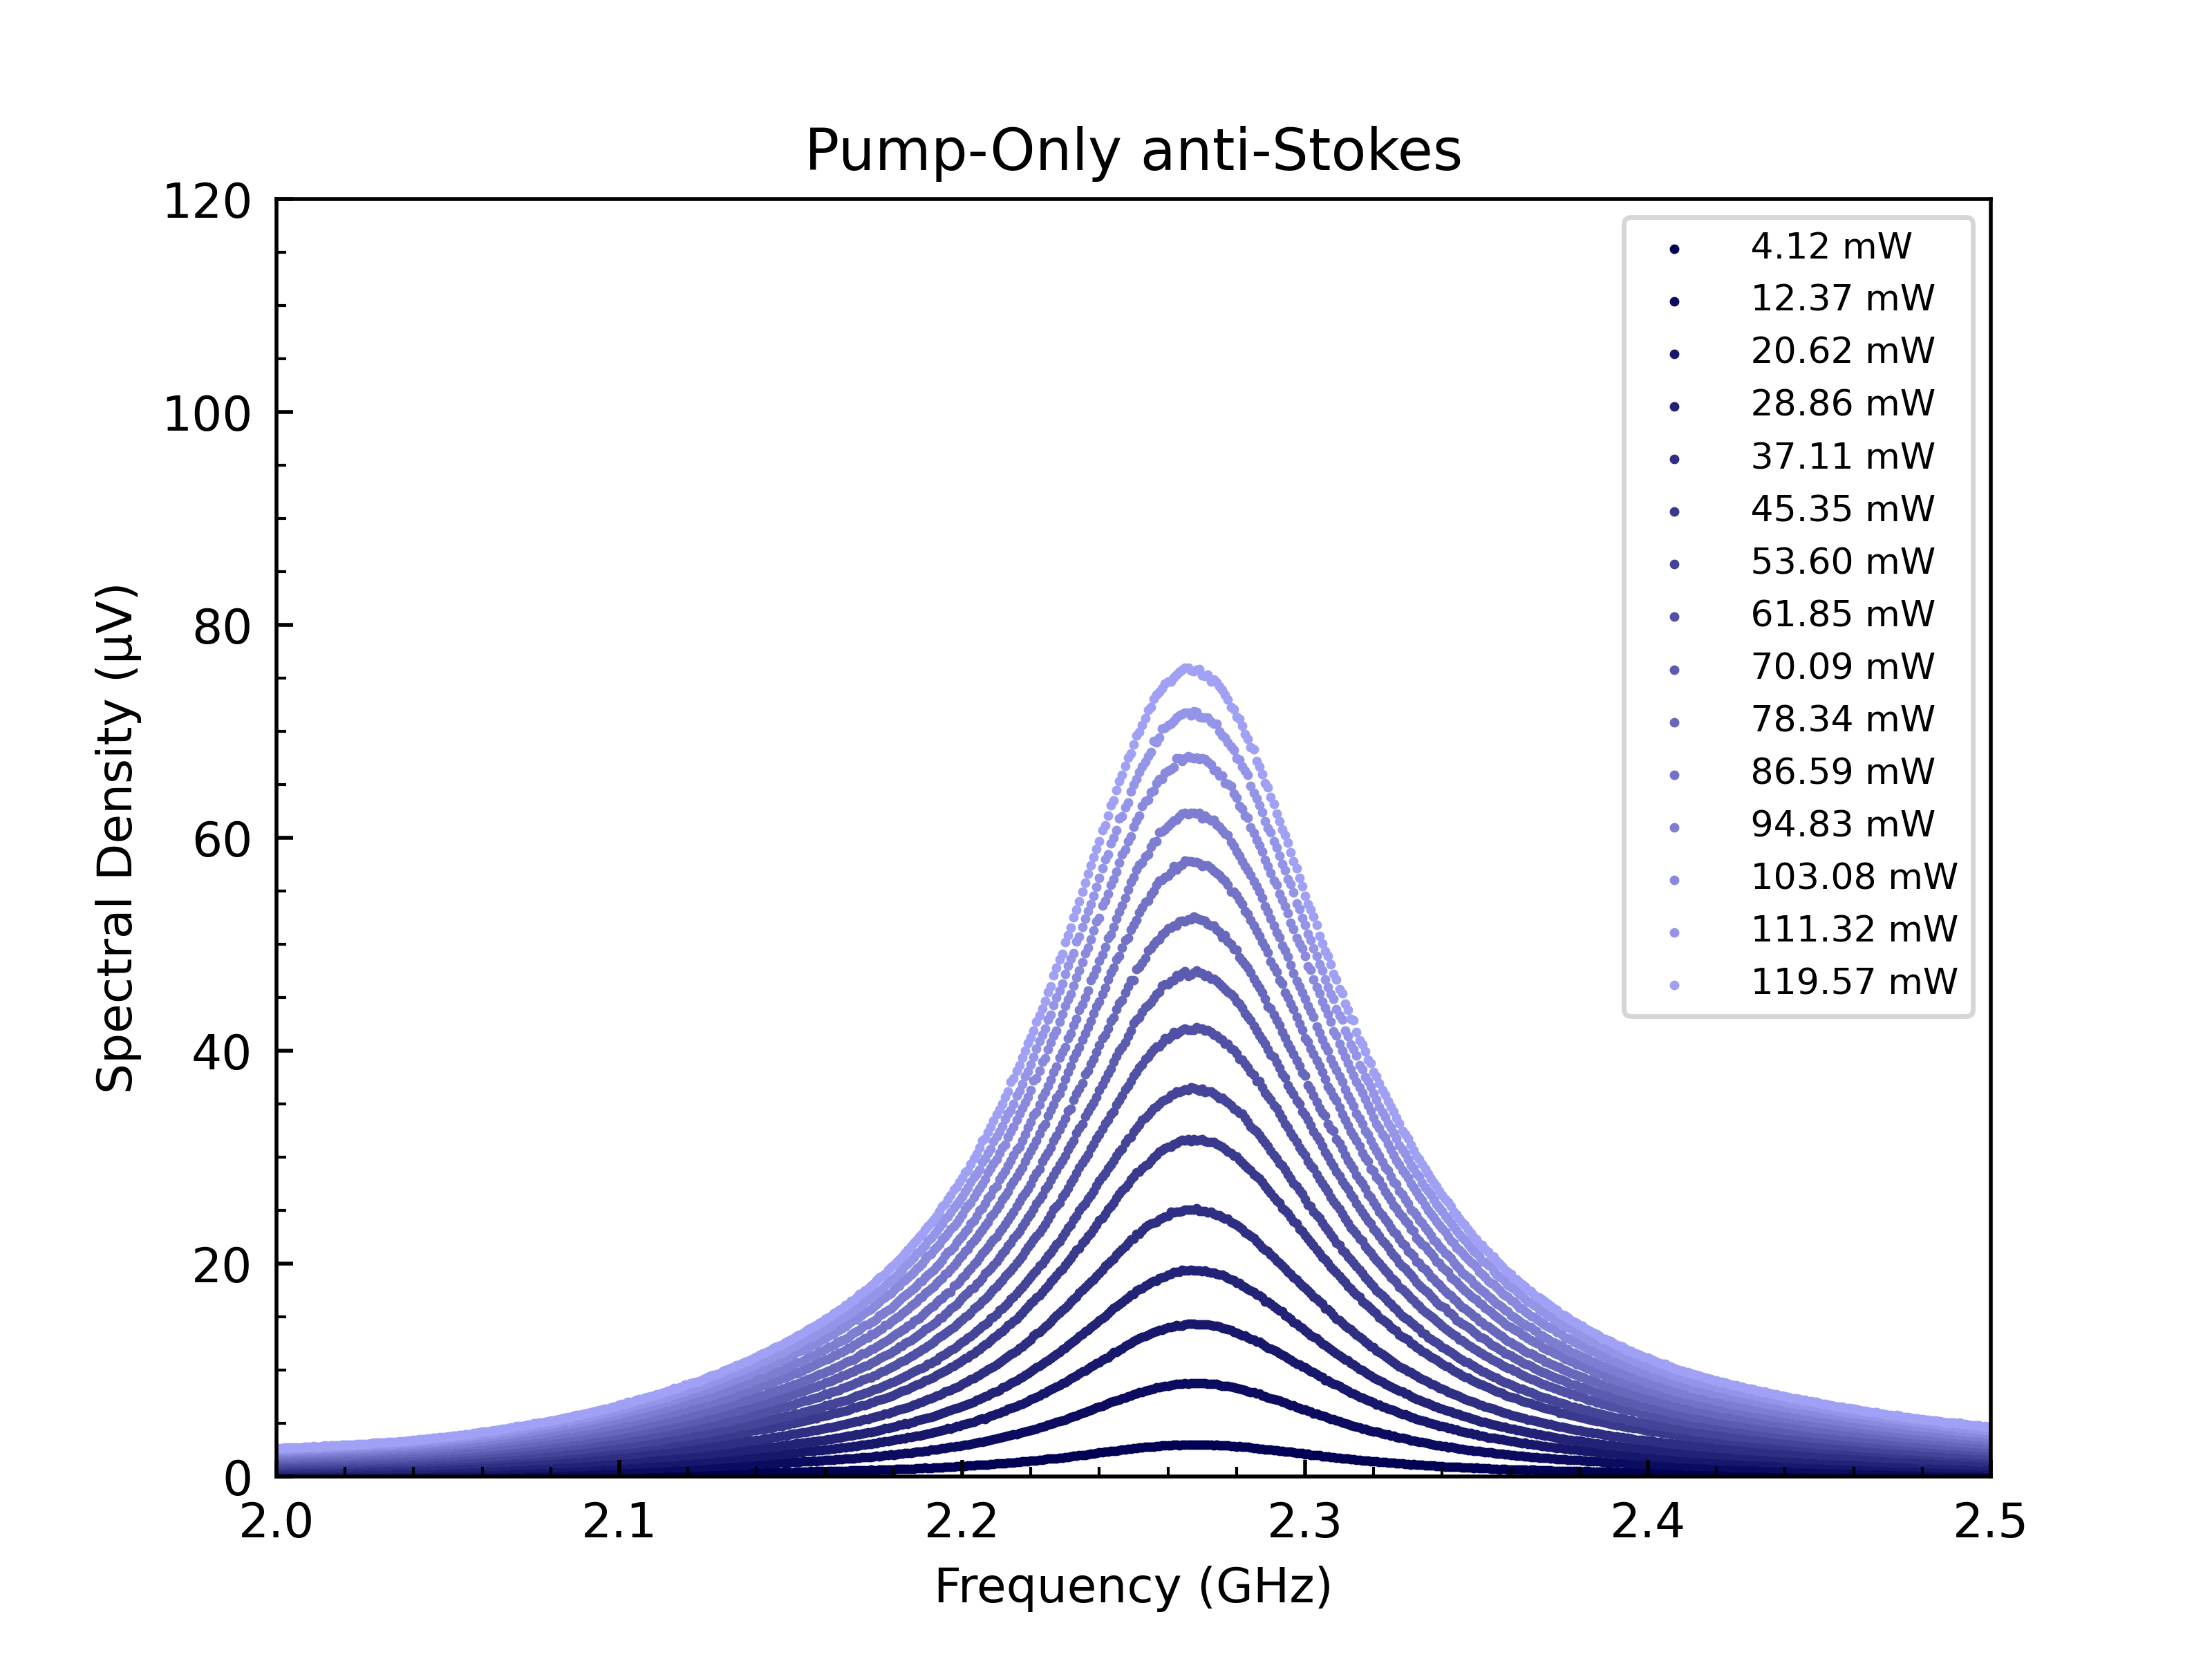 Pump-Only anti-Stokes
120
100
80
60
40
20
0
Spectral Density (μV)
2.0 2.1 2.2 2.3 2.4 2.5
Frequency (GHz)
4.12 mW
12.37 mW
20.62 mW
28.86 mW
37.11 mW
45.35 mW
53.60 mW
61.85 mW
70.09 mW
78.34 mW
86.59 mW
94.83 mW
103.08 mW
111.32 mW
119.57 mW